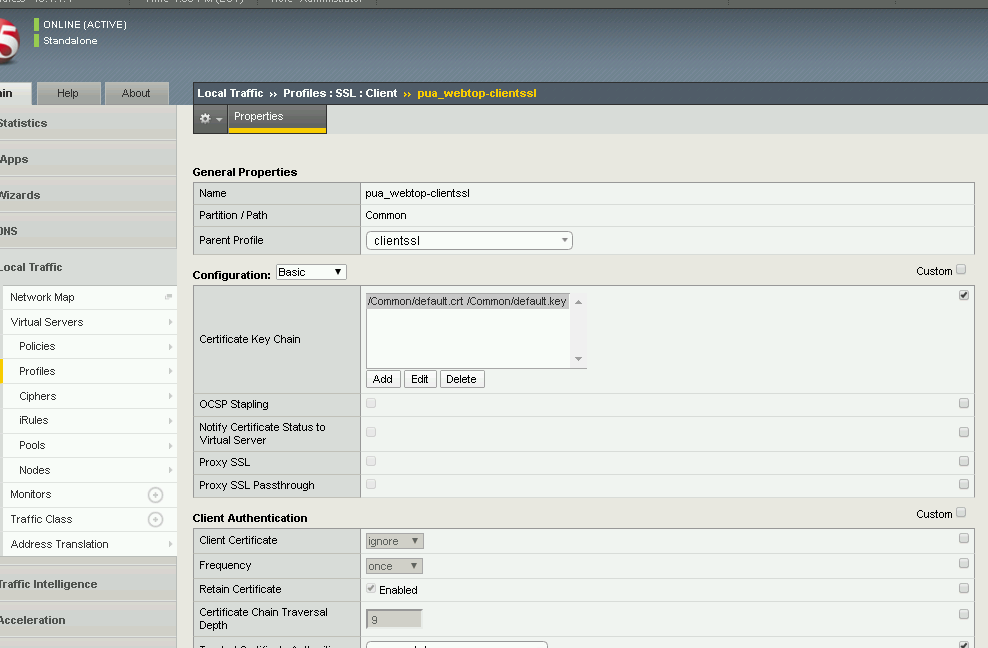 ONLINE (ACTIVE)
Standalone
Help
About
Statistics
Apps
Wizards
DNS
Local Traffic
Network Map
Virtual Servers
Policies
Profiles
Ciphers
iRules
Pools
Nodes
Monitors
Traffic Class
Address Translation
Traffic Intelligence
Acceleration
Local Traffic ›› Profiles : SSL : Client ›› pua_webtop-clientssl
Properties
General Properties
Name pua_webtop-clientssl
Partition / Path Common
Parent Profile clientssl
Configuration: Basic Custom
Certificate Key Chain
/Common/default.crt /Common/default.key
Add Edit Delete
OCSP Stapling
Notify Certificate Status to
Virtual Server
Proxy SSL
Proxy SSL Passthrough
Client Authentication Custom
Client Certificate ignore
Frequency once
Retain Certificate Enabled
Certificate Chain Traversal
Depth 9